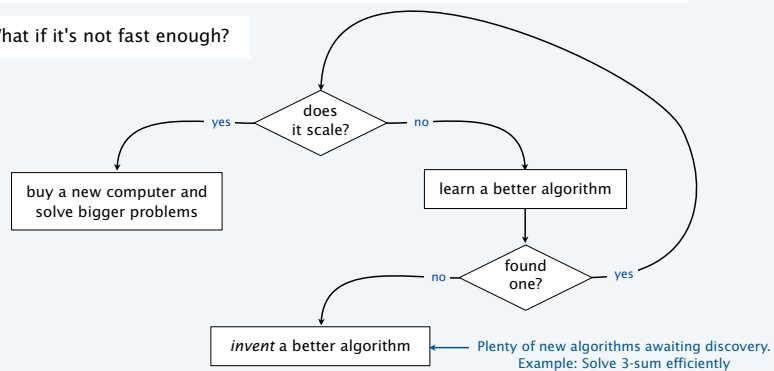 hat if it's not fast enough?
does
it scale?
yes
no
buy a new computer and
solve bigger problems
learn a better algorithm
found
one?
no
yes
invent a better algorithm
Plenty of new algorithms awaiting discovery.
Example: Solve 3-sum efficiently